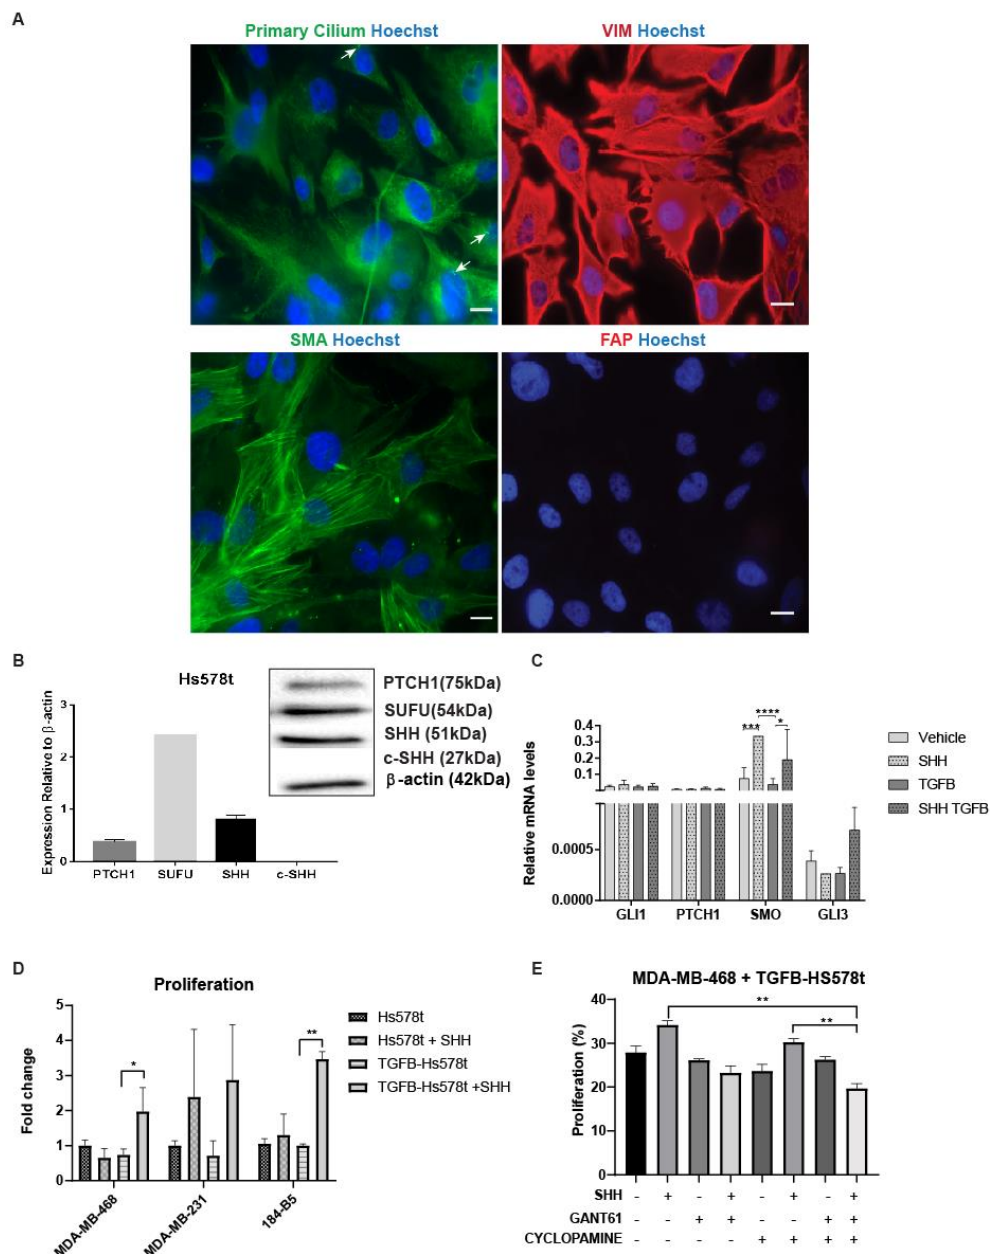 A
Primary Cilium Hoechst
VIM Hoechst
SMA Hoechst
FAP Hoechst
B
Hs578t
Expression Relative to β-actin
3
2
1
0
PTCH1 SUFU SHH c-SHH
PTCH1(75kDa)
SUFU(54kDa)
SHH (51kDa)
c-SHH (27kDa)
β-actin (42kDa)
C
Relative mRNA levels
0.4
0.3
0.2
0.1
0.0005
0.0000
*** **** *
GLI1 PTCH1 SMO GLI3
Vehicle
SHH
TGFB
SHH TGFB
D
Proliferation
Fold change
5
4
3
2
1
0
* **
MDA-MB-468 MDA-MB-231 184-B5
Hs578t
Hs578t + SHH
TGFB-Hs578t
TGFB-Hs578t +SHH
E
MDA-MB-468 + TGFB-HS578t
Proliferation (%)
40
30
20
10
0
**
**
SHH - + - + - + - +
GANT61 - - + + - - + +
CYCLOPAMINE - - - - + + + +